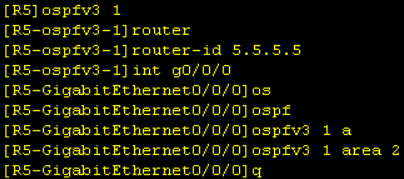 [R5]ospfv3 1
[R5-ospfv3-1]router
[R5-ospfv3-1]router-id 5.5.5.5
[R5-ospfv3-1]int g0/0/0
[R5-GigabitEthernet0/0/0]os
[R5-GigabitEthernet0/0/0]ospf
[R5-GigabitEthernet0/0/0]ospfv3 1 a
[R5-GigabitEthernet0/0/0]ospfv3 1 area 2
[R5-GigabitEthernet0/0/0]q